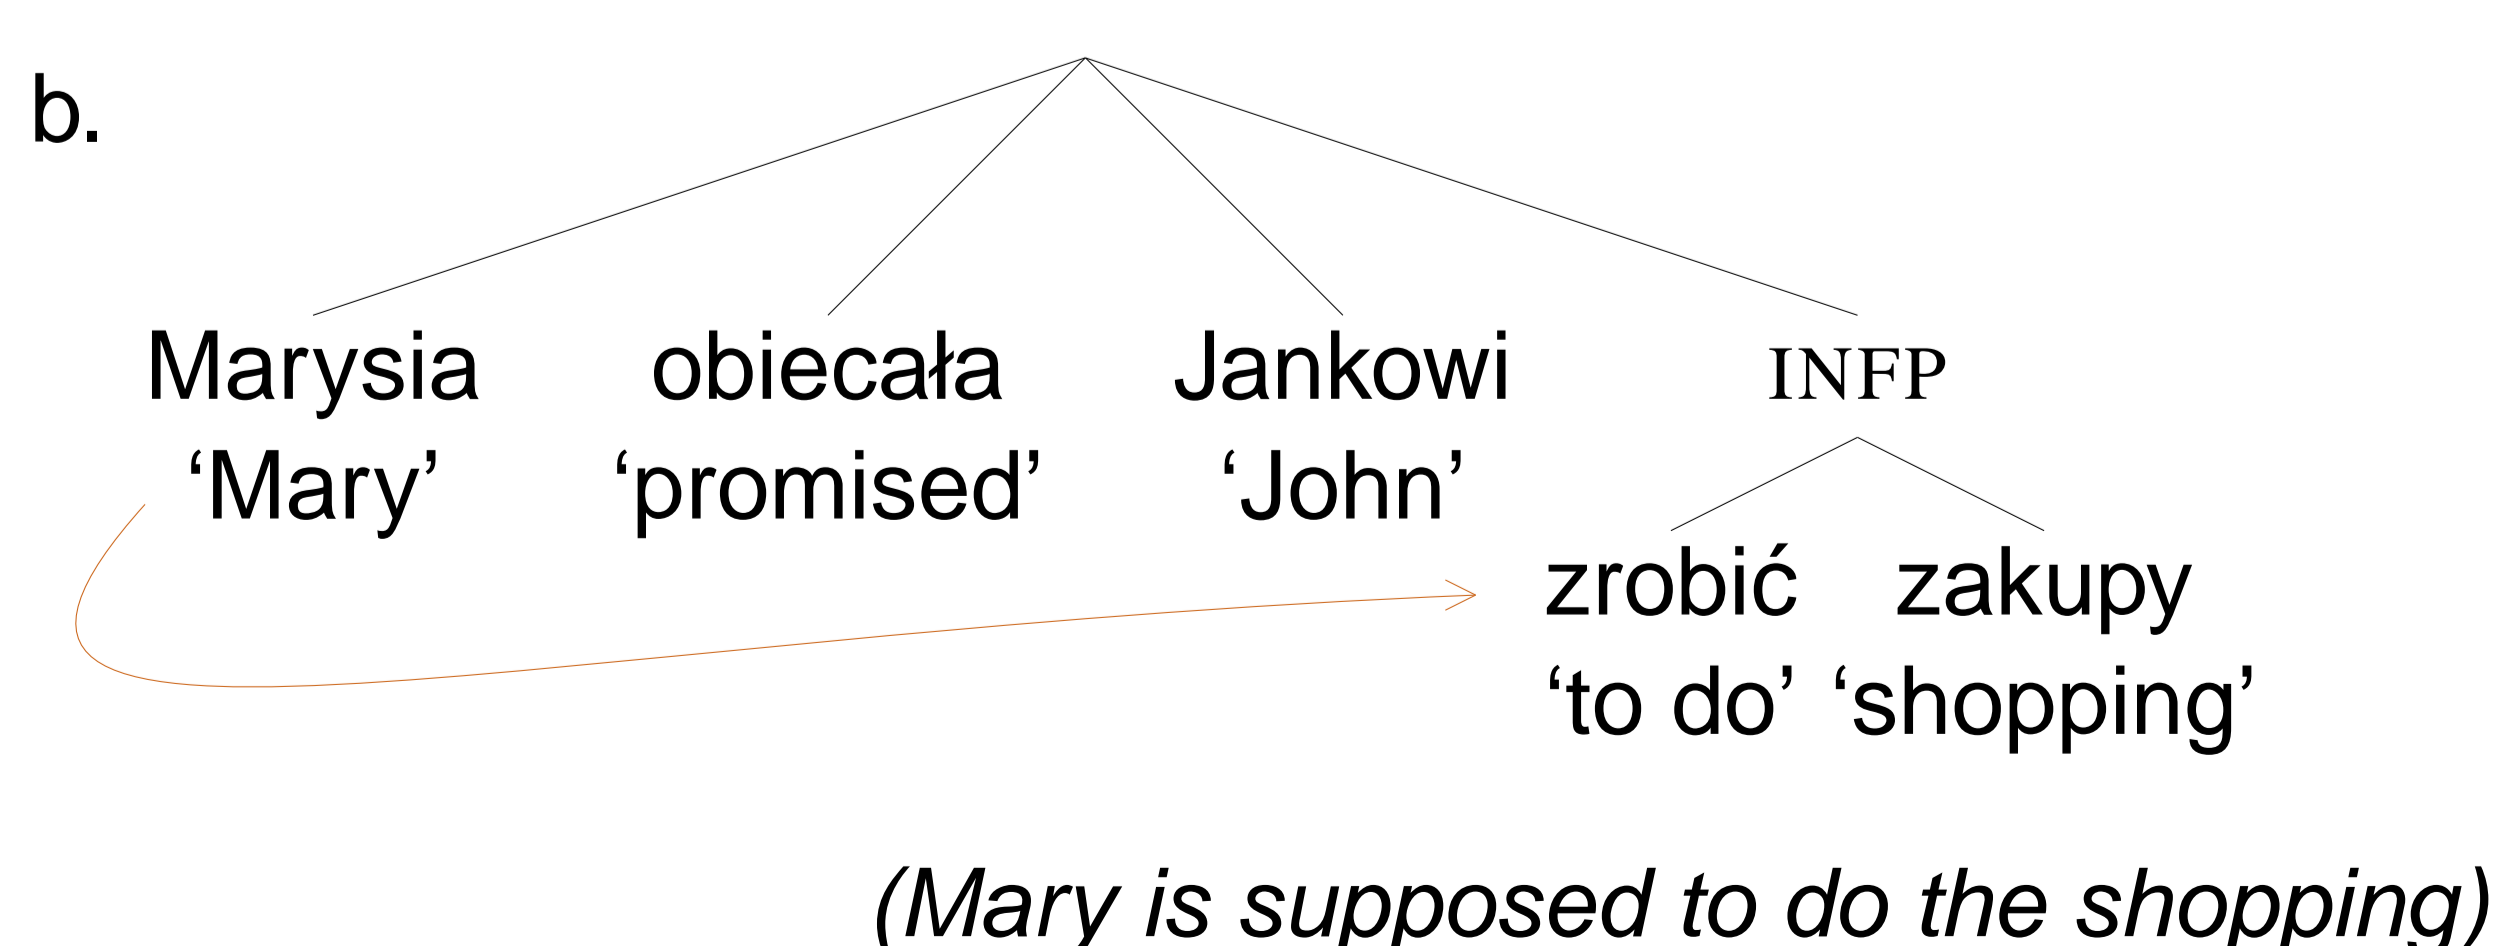 b.
Marysia obiecała Jankowi INFP
‘Mary’ ‘promised’ ‘John’
zrobić zakupy
‘to do’ ‘shopping’
(Mary is supposed to do the shopping)